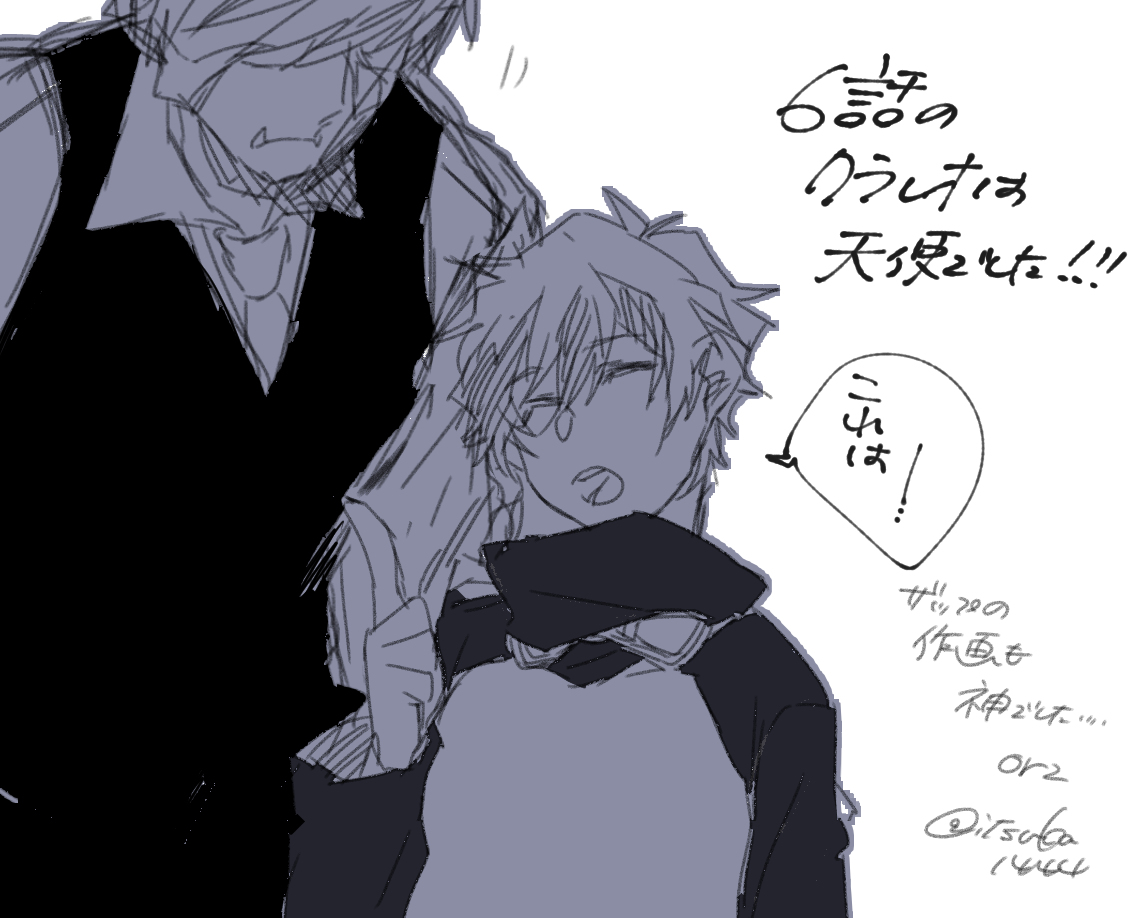 6話の
クラレオは
天使でした!!!
これは
!...
ザップの
作画も
神でした....
orz
@itsuka
1444